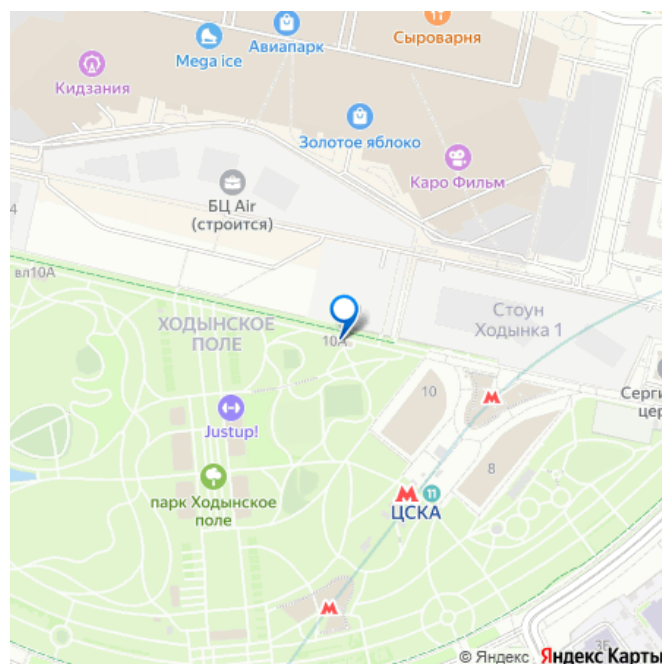 Авиапарк
Сыроварня
Mega ice
Кидзания
Золотое яблоко
Каро Фильм
БЦ Air
(строится)
4
вл10А
ХОДЫНСКОЕ
ПОЛЕ
Стоун
Ходынка 1
10А
10
Серги
цер
Justup!
8
парк Ходынское
поле
11
ЦСКА
3Г
© Яндекс Яндекс Карты